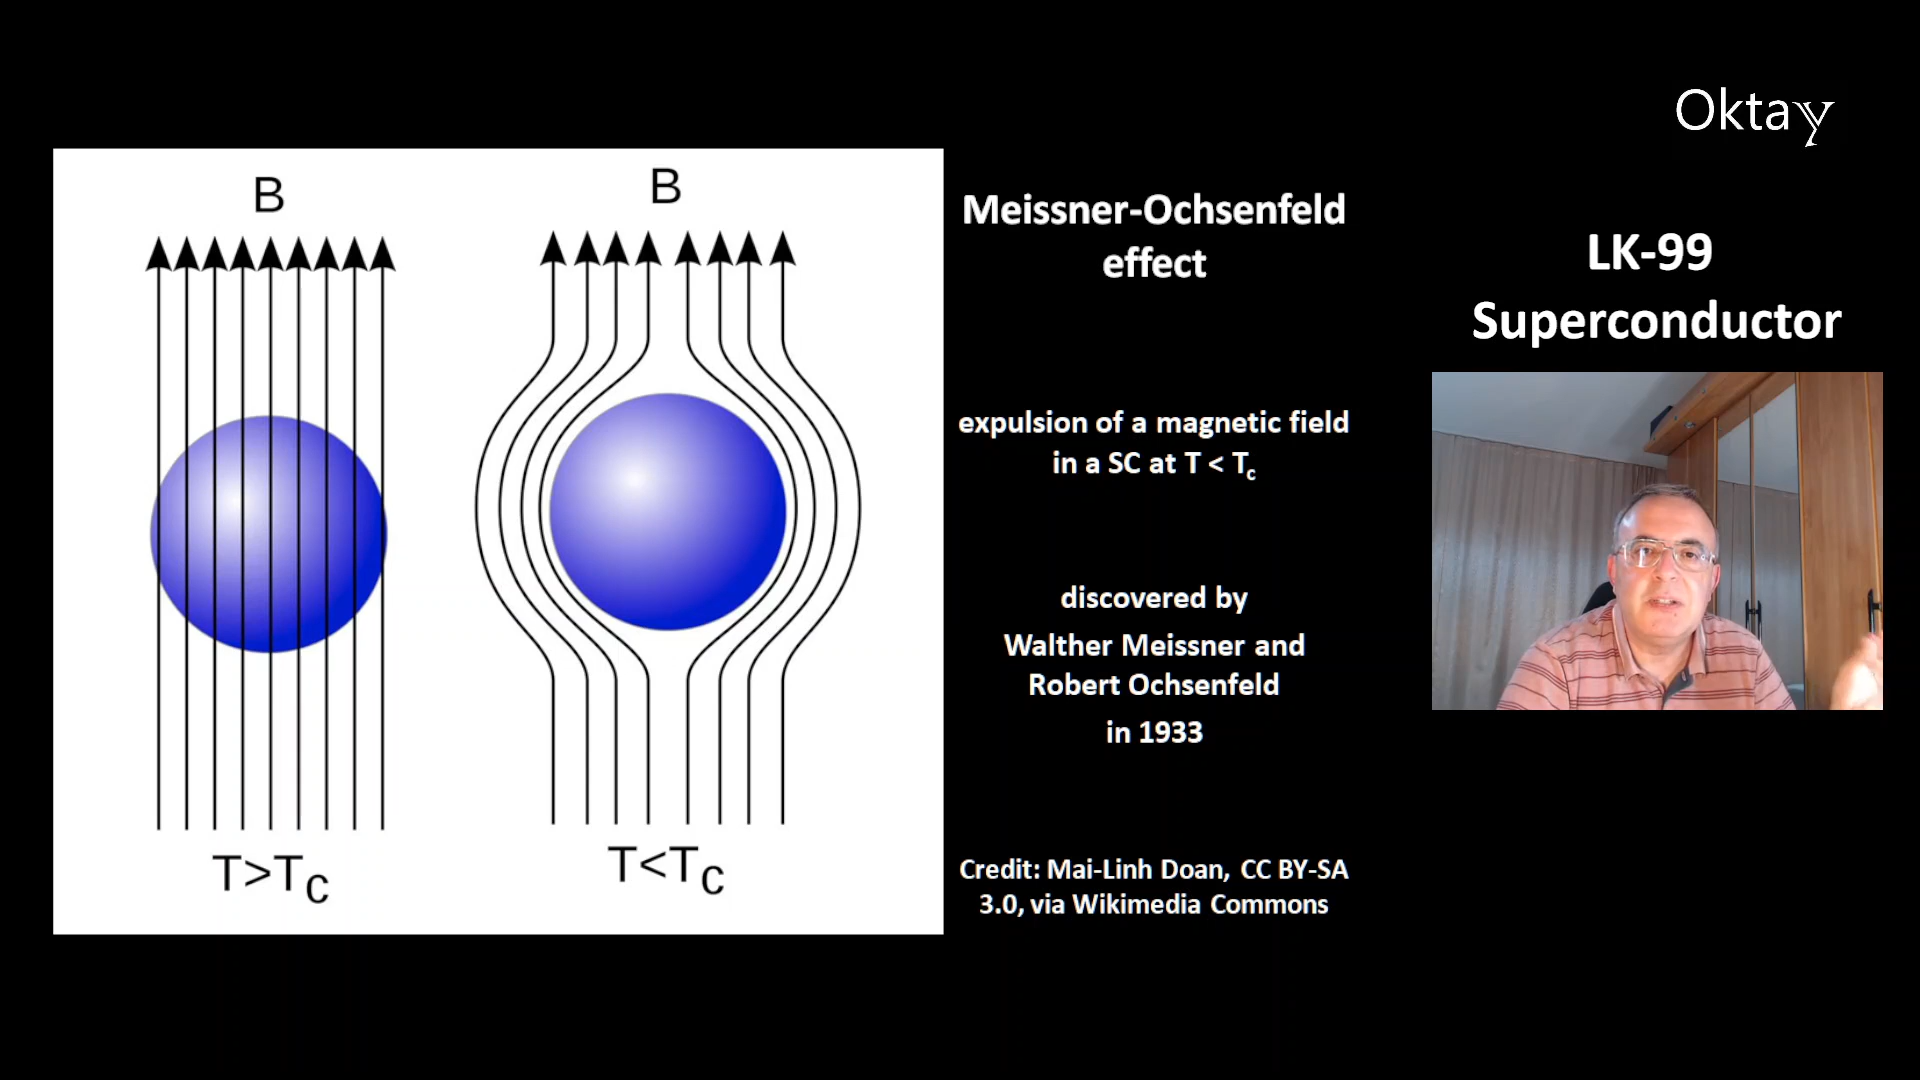 Oktay
B
B
T>Tc
T<Tc
Meissner-Ochsenfeld
effect
expulsion of a magnetic field
in a SC at T < Tc
discovered by
Walther Meissner and
Robert Ochsenfeld
in 1933
Credit: Mai-Linh Doan, CC BY-SA
3.0, via Wikimedia Commons
LK-99
Superconductor